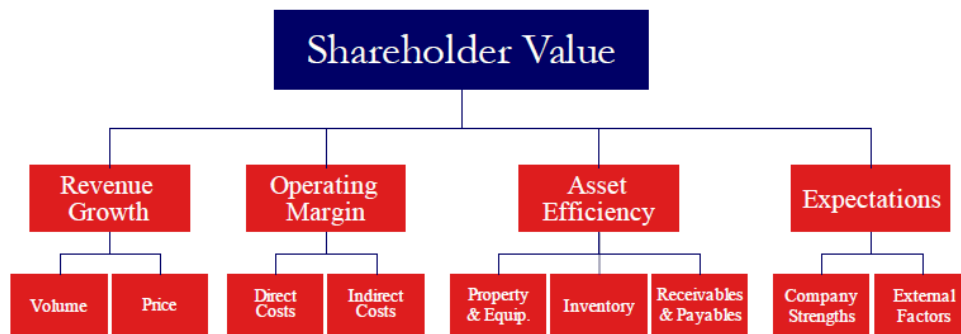 Shareholder Value
Revenue
Growth
Operating
Margin
Asset
Efficiency
Expectations
Volume
Price
Direct
Costs
Indirect
Costs
Property
& Equip.
Inventory
Receivables
& Payables
Company
Strengths
External
Factors